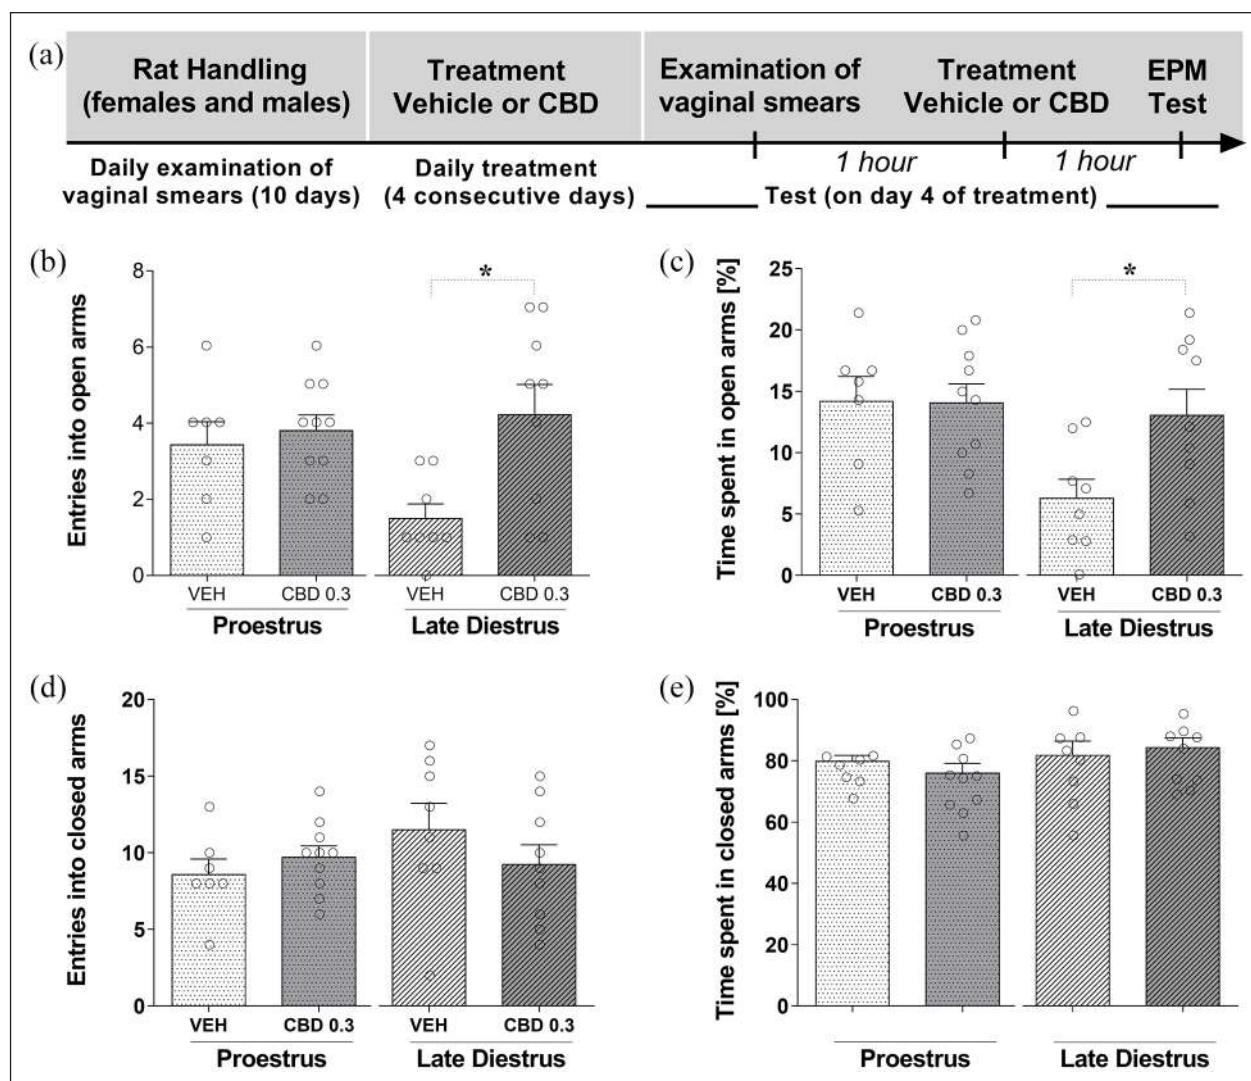 (a)
Rat Handling
(females and males)
Treatment
Vehicle or CBD
Examination of
vaginal smears
Treatment
Vehicle or CBD
EPM
Test
Daily examination of
vaginal smears (10 days)
Daily treatment
(4 consecutive days)
1 hour
1 hour
Test (on day 4 of treatment)
(b)
Entries into open arms
8
6
4
2
0
*
VEH
CBD 0.3
VEH
CBD 0.3
Proestrus
Late Diestrus
(c)
Time spent in open arms [%]
25
20
15
10
5
0
*
VEH
CBD 0.3
VEH
CBD 0.3
Proestrus
Late Diestrus
(d)
Entries into closed arms
20
15
10
5
0
VEH
CBD 0.3
VEH
CBD 0.3
Proestrus
Late Diestrus
(e)
Time spent in closed arms [%]
100
80
60
80
20
0
Proestrus
Late Diestrus